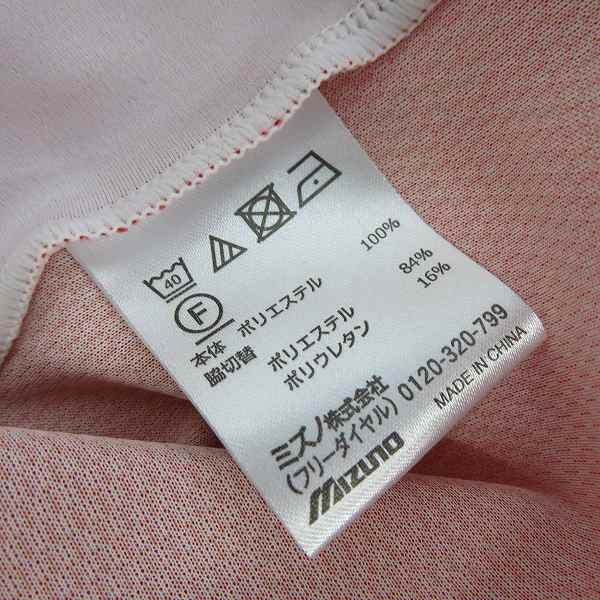 40
F
本体 ポリエステル 100%
脇切替 ポリエステル 84%
ポリウレタン 16%
ミズノ株式会社
(フリーダイヤル) 0120-320-799
mizuno MADE IN CHINA